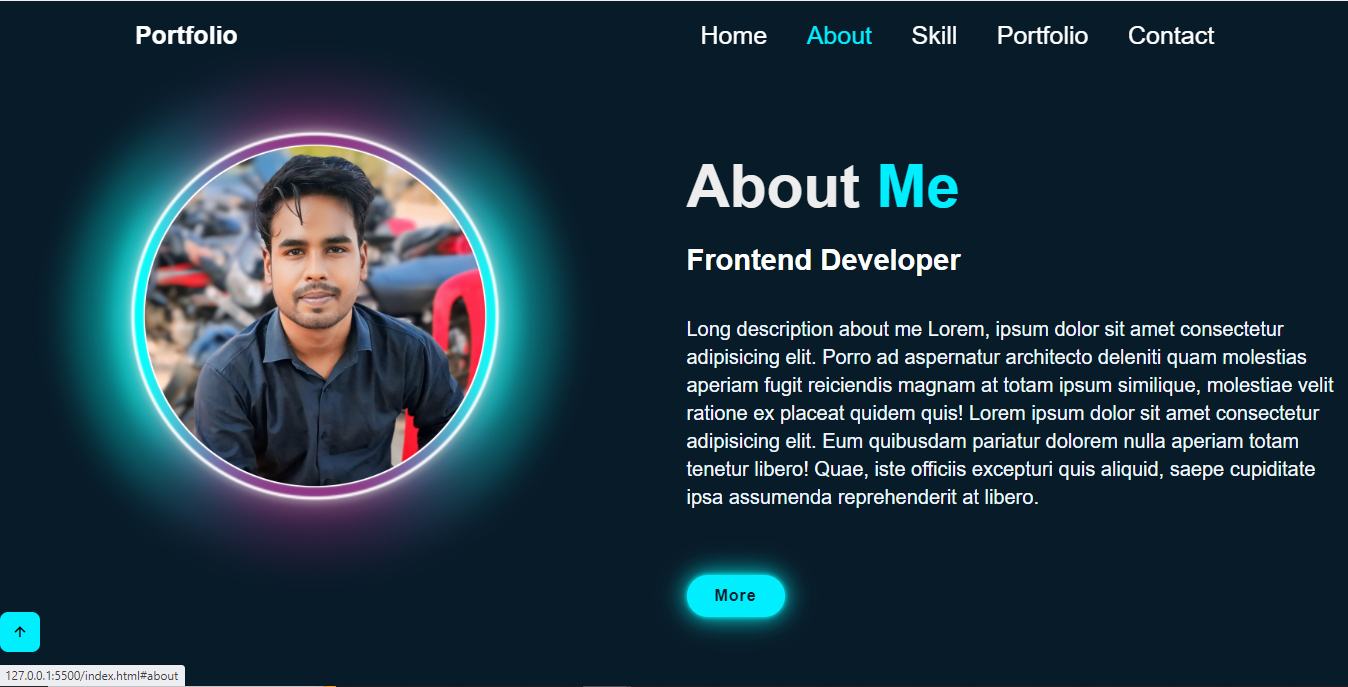 Portfolio
Home About Skill Portfolio Contact
About Me
Frontend Developer
Long description about me Lorem, ipsum dolor sit amet consectetur
adipisicing elit. Porro ad aspernatur architecto deleniti quam molestias
aperiam fugit reiciendis magnam at totam ipsum similique, molestiae velit
ratione ex placeat quidem quis! Lorem ipsum dolor sit amet consectetur
adipisicing elit. Eum quibusdam pariatur dolorem nulla aperiam totam
tenetur libero! Quae, iste officiis excepturi quis aliquid, saepe cupiditate
ipsa assumenda reprehenderit at libero.
More
127.0.0.1:5500/index.html#about